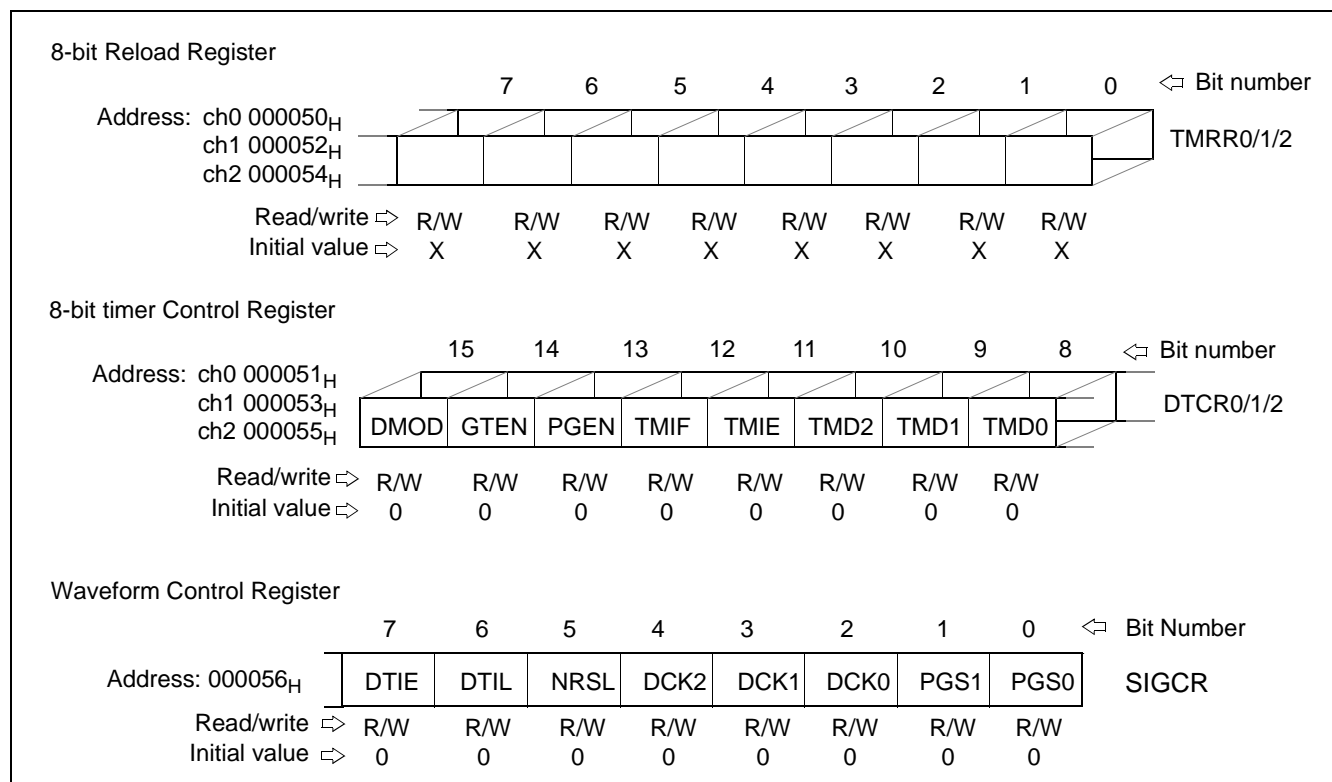 8-bit Reload Register
7 6 5 4 3 2 1 0 ⇦ Bit number
Address: ch0 000050H
ch1 000052H
ch2 000054H
TMRR0/1/2
Read/write ⇨ R/W R/W R/W R/W R/W R/W R/W R/W
Initial value ⇨ X X X X X X X X
8-bit timer Control Register
15 14 13 12 11 10 9 8 ⇦ Bit number
Address: ch0 000051H
ch1 000053H
ch2 000055H
DMOD GTEN PGEN TMIF TMIE TMD2 TMD1 TMD0 DTCR0/1/2
Read/write ⇨ R/W R/W R/W R/W R/W R/W R/W R/W
Initial value ⇨ 0 0 0 0 0 0 0 0
Waveform Control Register
7 6 5 4 3 2 1 0 ⇦ Bit Number
Address: 000056H DTIE DTIL NRSL DCK2 DCK1 DCK0 PGS1 PGS0 SIGCR
Read/write ⇨ R/W R/W R/W R/W R/W R/W R/W R/W
Initial value ⇨ 0 0 0 0 0 0 0 0